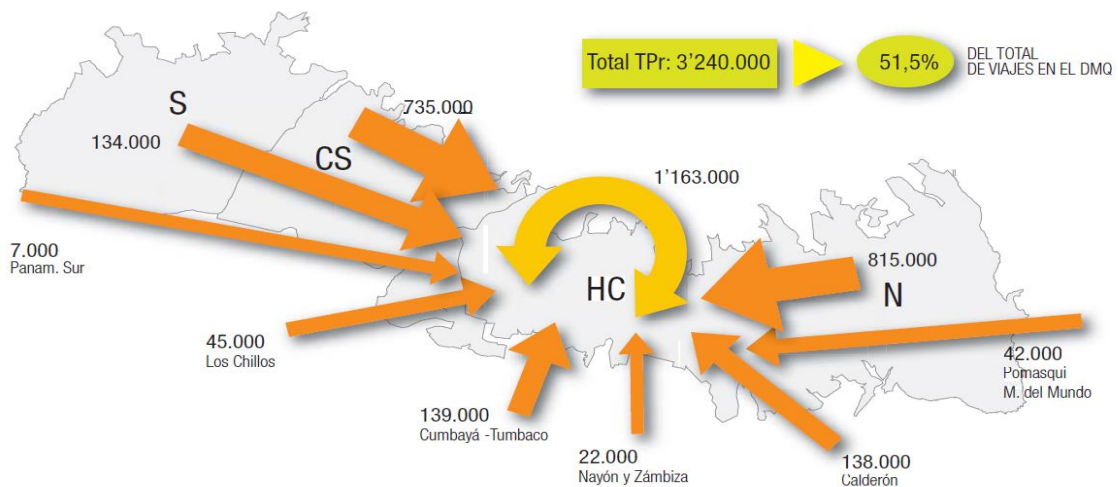 Total TPr: 3’240.000
51,5%
DEL TOTAL
DE VIAJES EN EL DMQ
S
134.000
CS
735.000
1’163.000
HC
815.000
N
7.000
Panam. Sur
45.000
Los Chillos
139.000
Cumbayá -Tumbaco
22.000
Nayón y Zámbiza
138.000
Calderón
42.000
Pomasqui
M. del Mundo